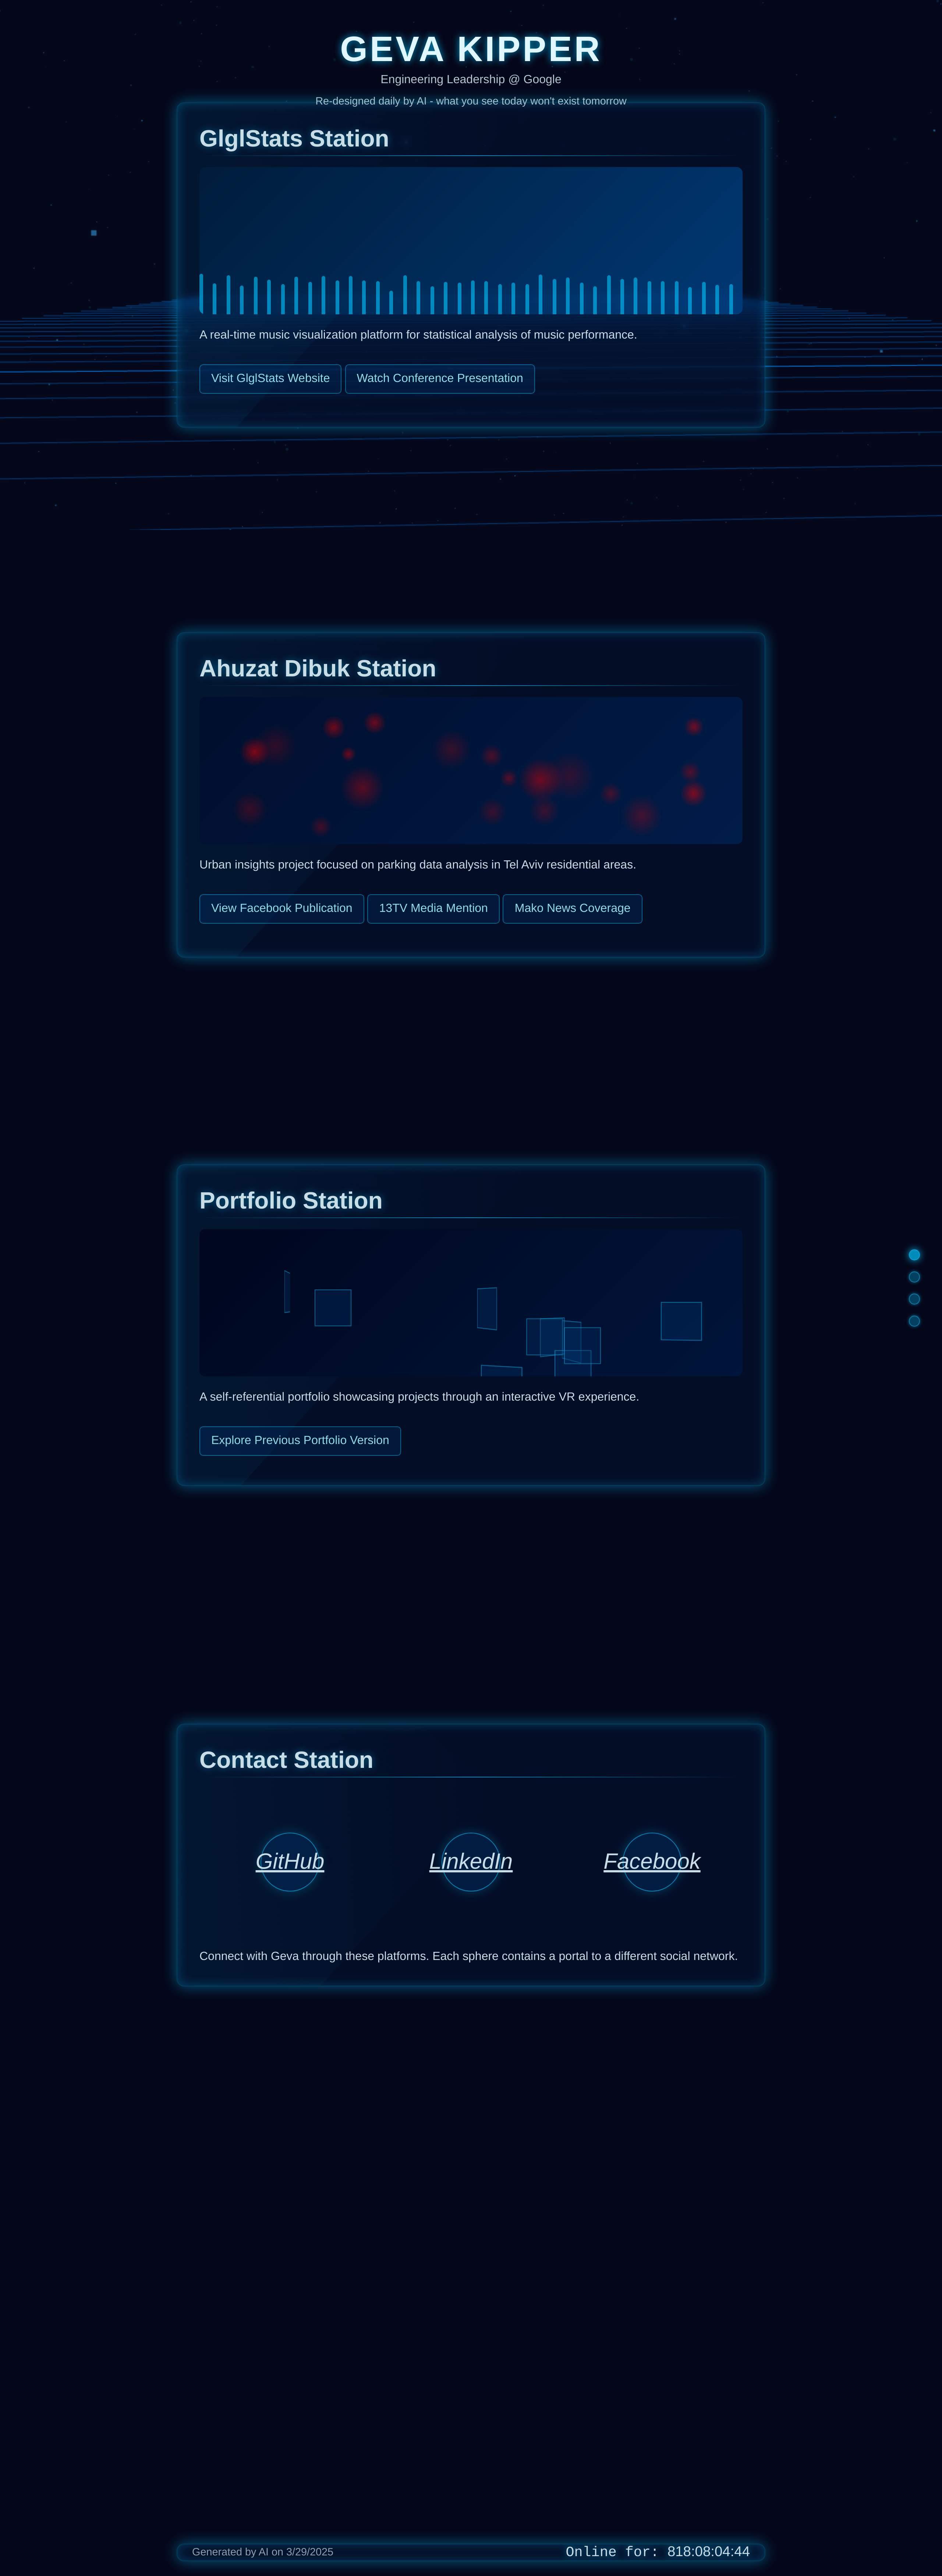 GEVA KIPPER
Engineering Leadership @ Google
Re-designed daily by AI - what you see today won't exist tomorrow
GlglStats Station
A real-time music visualization platform for statistical analysis of music performance.
Visit GlglStats Website
Watch Conference Presentation
Ahuzat Dibuk Station
Urban insights project focused on parking data analysis in Tel Aviv residential areas.
View Facebook Publication
13TV Media Mention
Mako News Coverage
Portfolio Station
A self-referential portfolio showcasing projects through an interactive VR experience.
Explore Previous Portfolio Version
Contact Station
GitHub
LinkedIn
Facebook
Connect with Geva through these platforms. Each sphere contains a portal to a different social network.
Generated by AI on 3/29/2025
Online for: 818:08:04:44